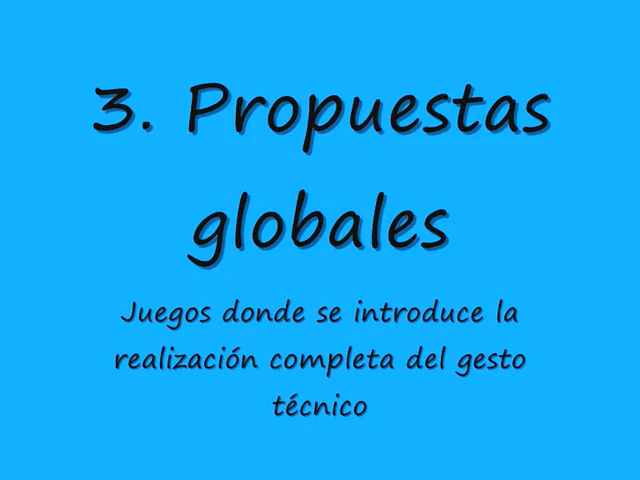 3. Propuestas
globales
Juegos donde se introduce la
realización completa del gesto
técnico